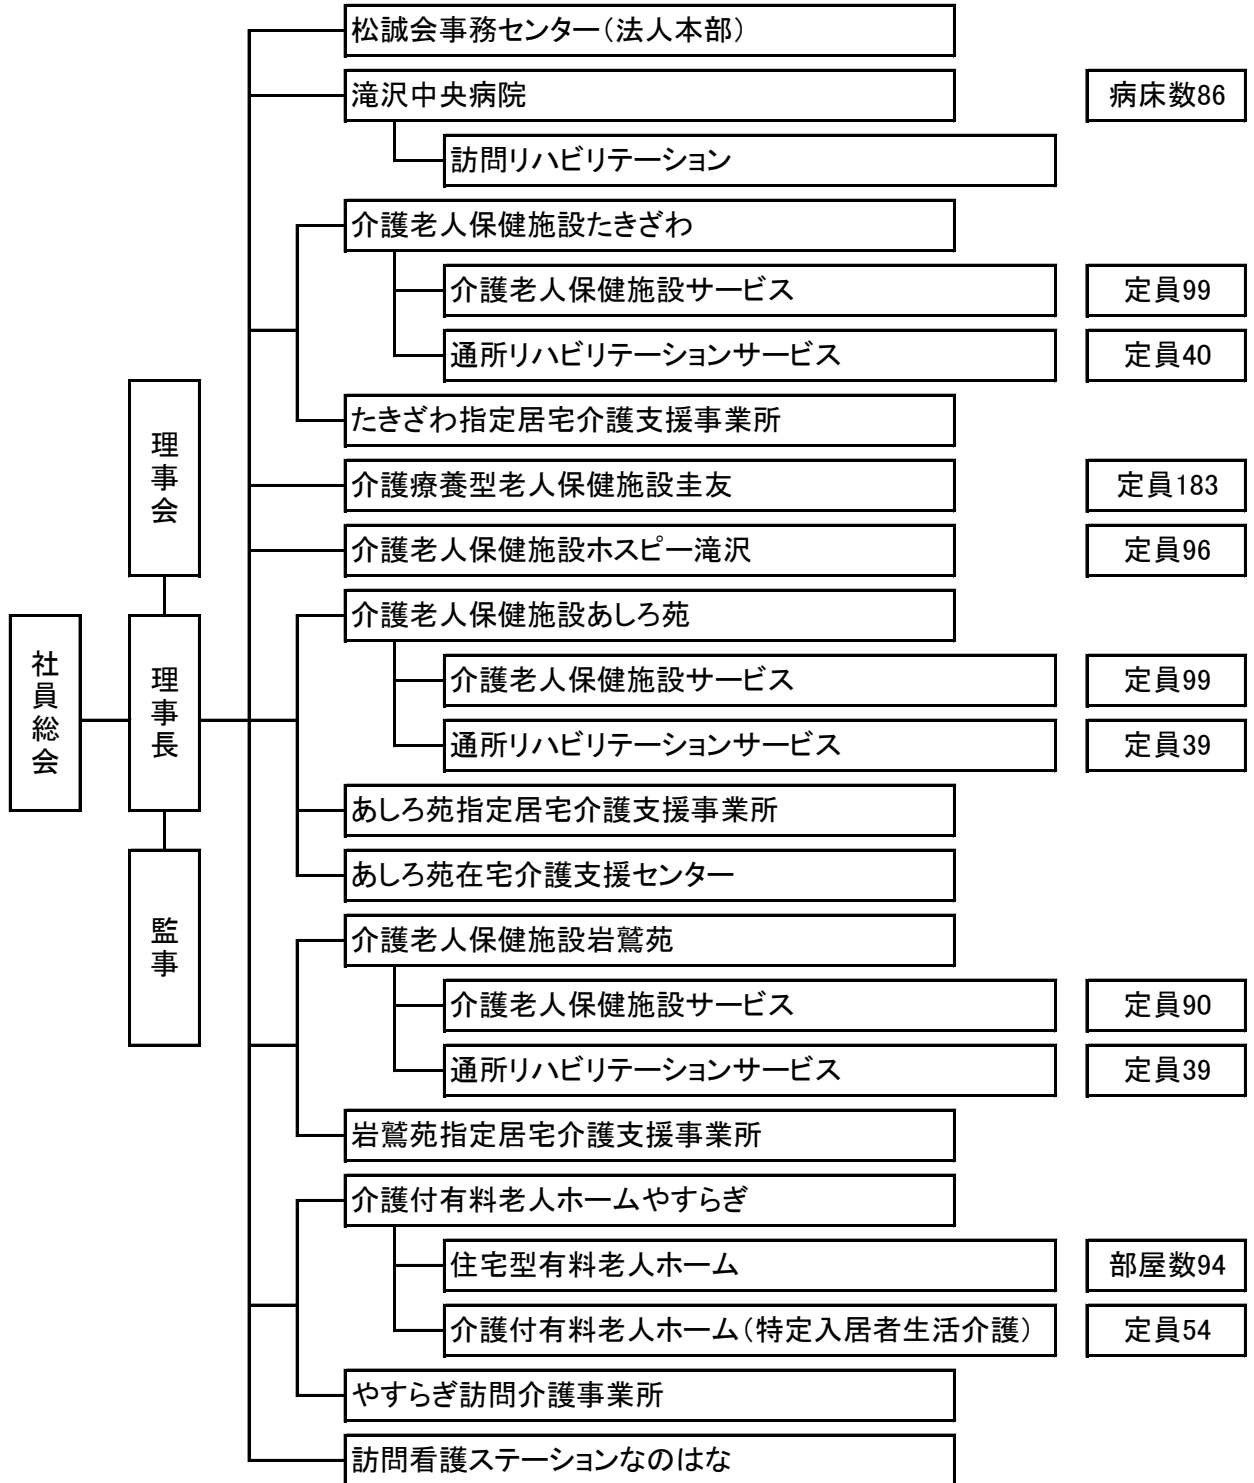 松誠会事務センター（法人本部）
滝沢中央病院
病床数86
訪問リハビリテーション
介護老人保健施設たきざわ
介護老人保健施設サービス
定員99
通所リハビリテーションサービス
定員40
たきざわ指定居宅介護支援事業所
理事会
介護療養型老人保健施設圭友
定員183
介護老人保健施設ホスピー滝沢
定員96
社員総会
理事長
介護老人保健施設あしろ苑
介護老人保健施設サービス
定員99
通所リハビリテーションサービス
定員39
あしろ苑指定居宅介護支援事業所
あしろ苑在宅介護支援センター
監事
介護老人保健施設岩鷲苑
介護老人保健施設サービス
定員90
通所リハビリテーションサービス
定員39
岩鷲苑指定居宅介護支援事業所
介護付有料老人ホームやすらぎ
住宅型有料老人ホーム
部屋数94
介護付有料老人ホーム（特定入居者生活介護）
定員54
やすらぎ訪問介護事業所
訪問看護ステーションなのはな